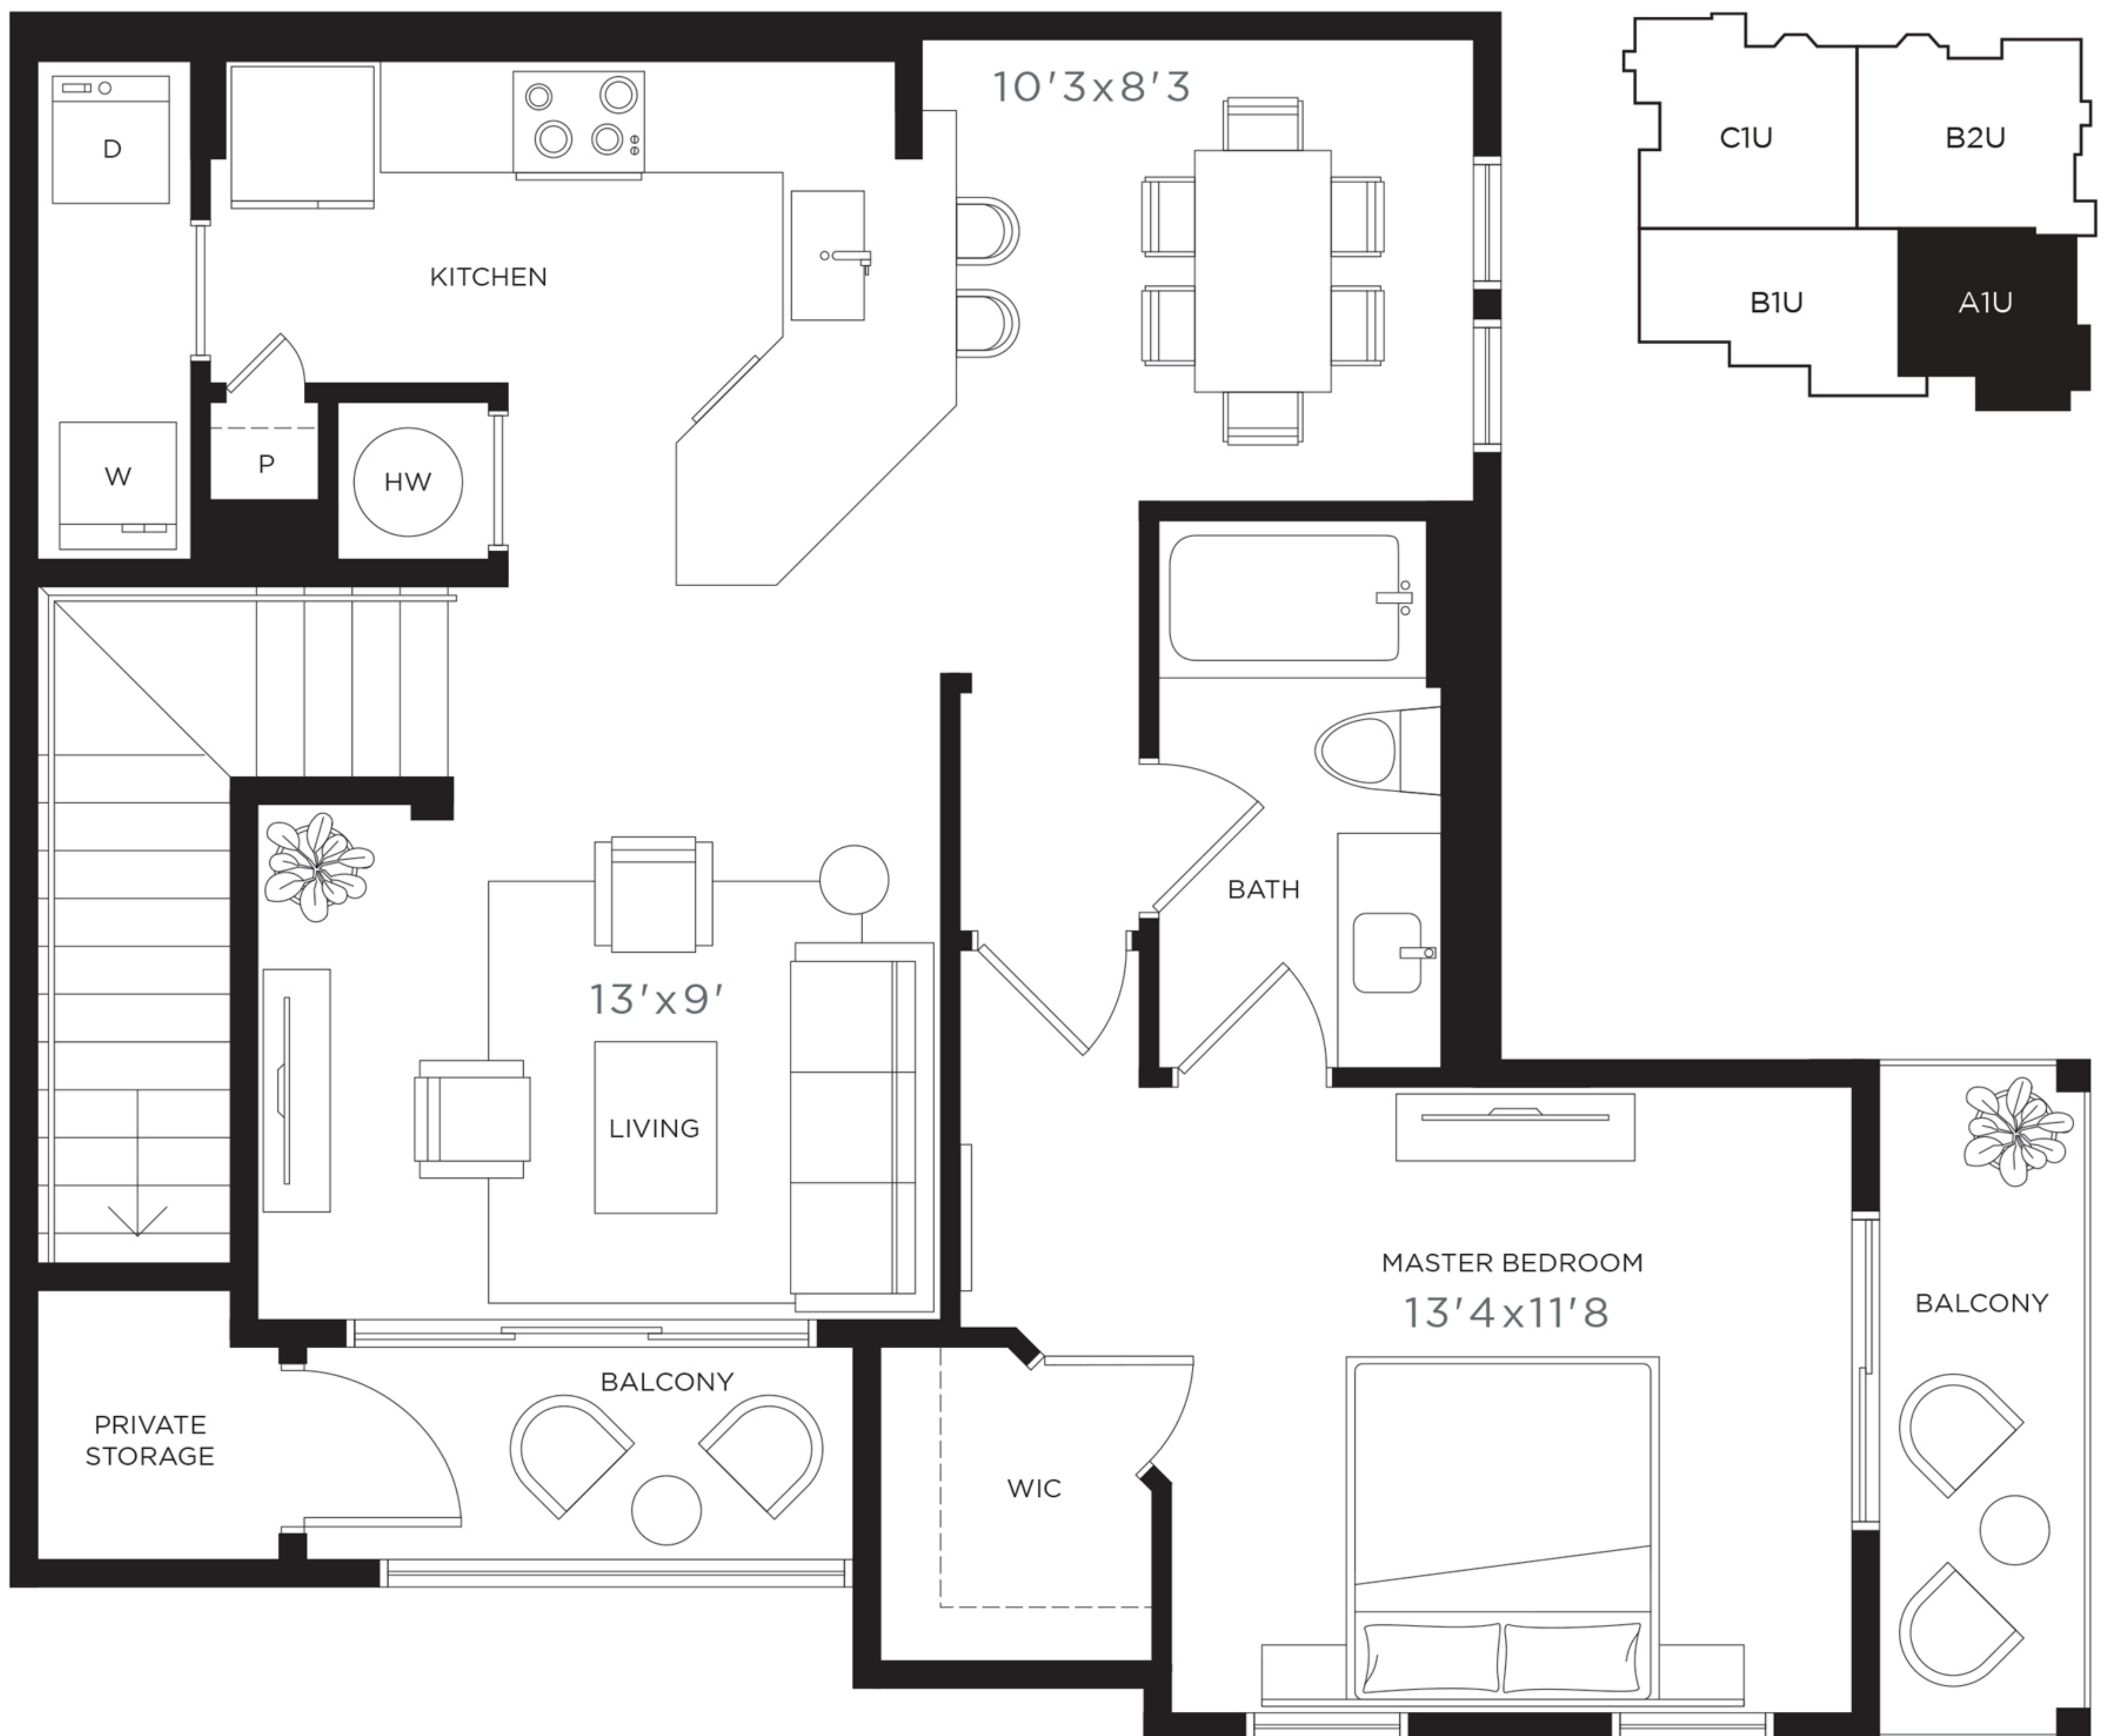 10'3x8'3
D
KITCHEN
W
P
HW
C1U
B2U
B1U
A1U
BATH
13'x9'
LIVING
MASTER BEDROOM
13'4x11'8
BALCONY
BALCONY
PRIVATE
STORAGE
WIC